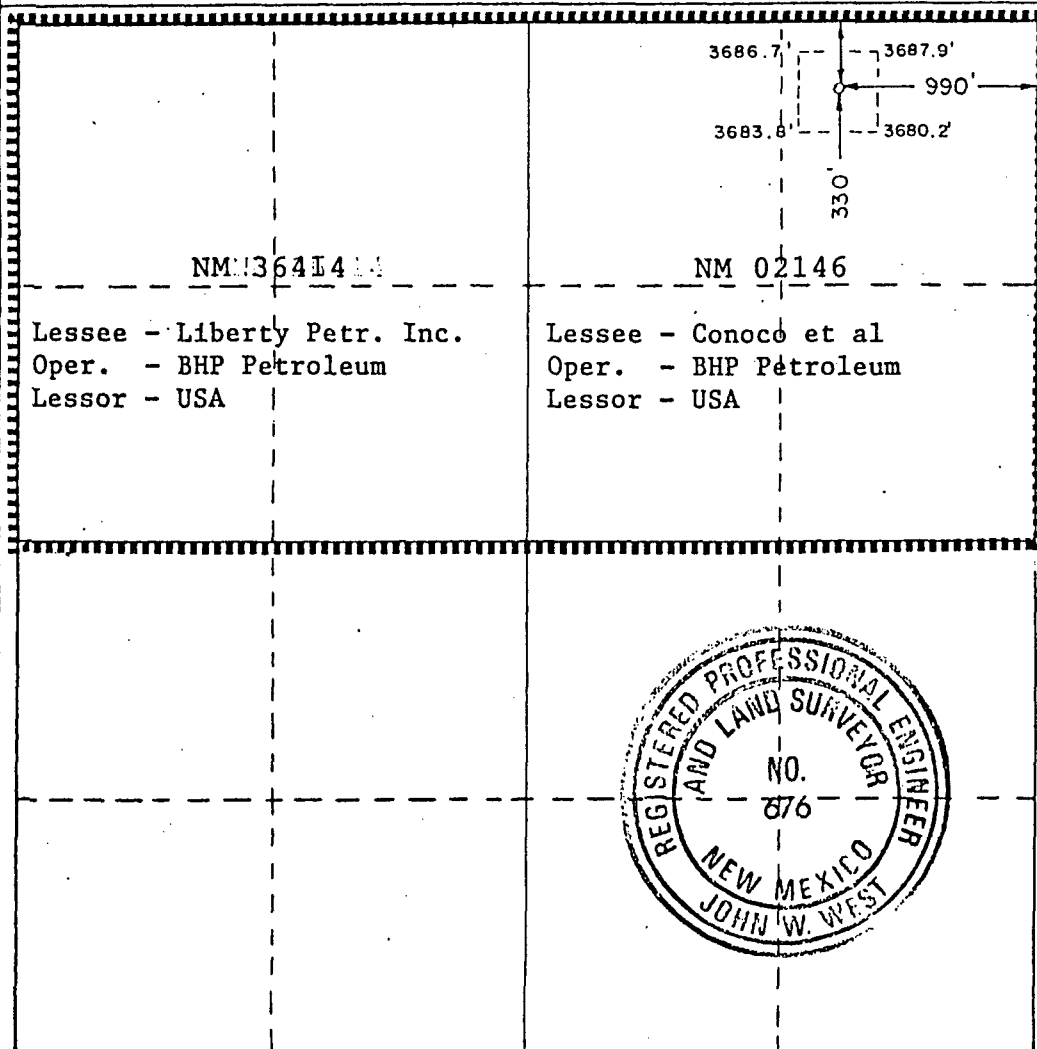 3686.7' 3687.9'
990'
3683.8' 3680.2'
330'
NM 02146
Lessee - Liberty Petr. Inc.
Oper. - BHP Petroleum
Lessor - USA
Lessee - Conoco et al
Oper. - BHP Petroleum
Lessor - USA
REGISTERED PROFESSIONAL ENGINEER
AND LAND SURVEYOR
NO.
676
NEW MEXICO
JOHN W. WEST